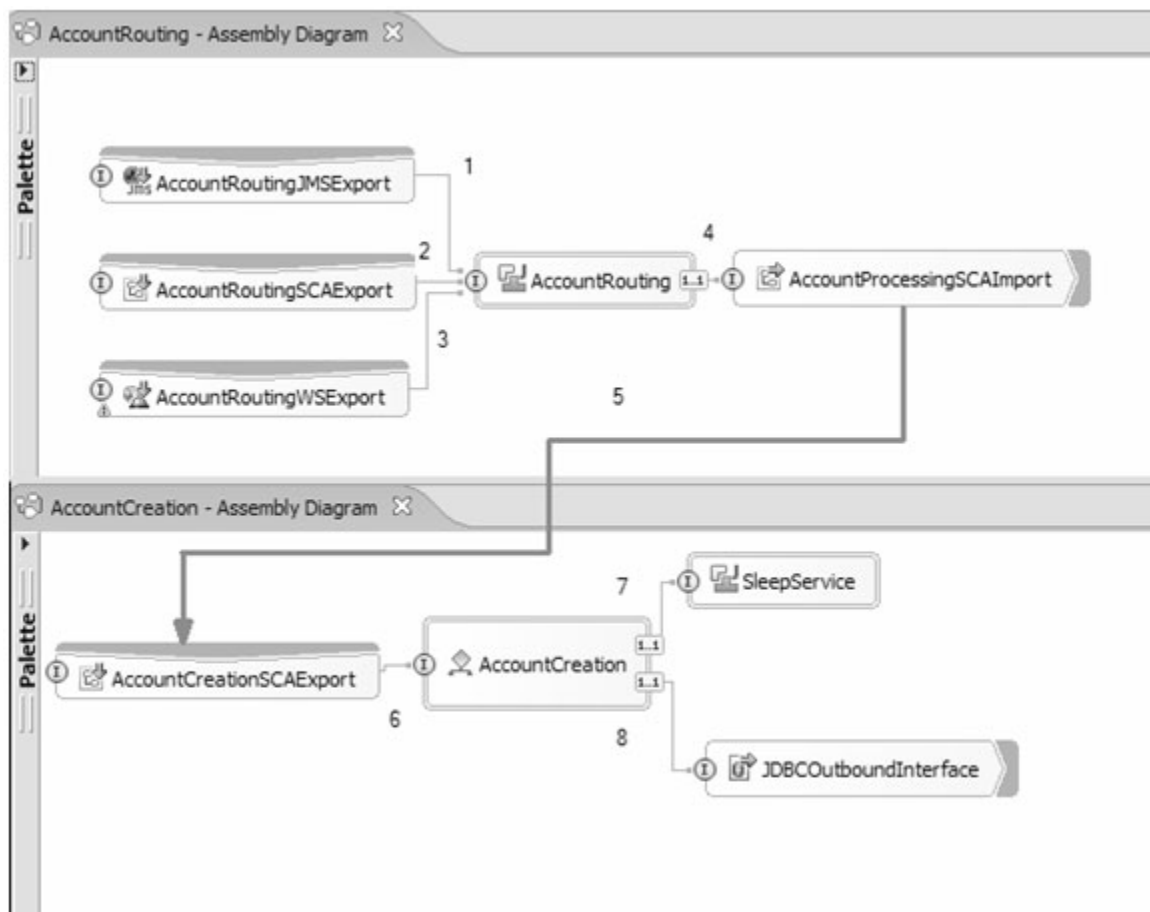 AccountRouting - Assembly Diagram
Palette
1
AccountRoutingJMSExport
2
4
AccountRoutingSCAExport
AccountRouting
1..1
AccountProcessingSCAImport
3
AccountRoutingWSExport
5
AccountCreation - Assembly Diagram
Palette
7
SleepService
1..1
AccountCreationSCAExport
AccountCreation
1..1
6
8
JDBCOutboundInterface